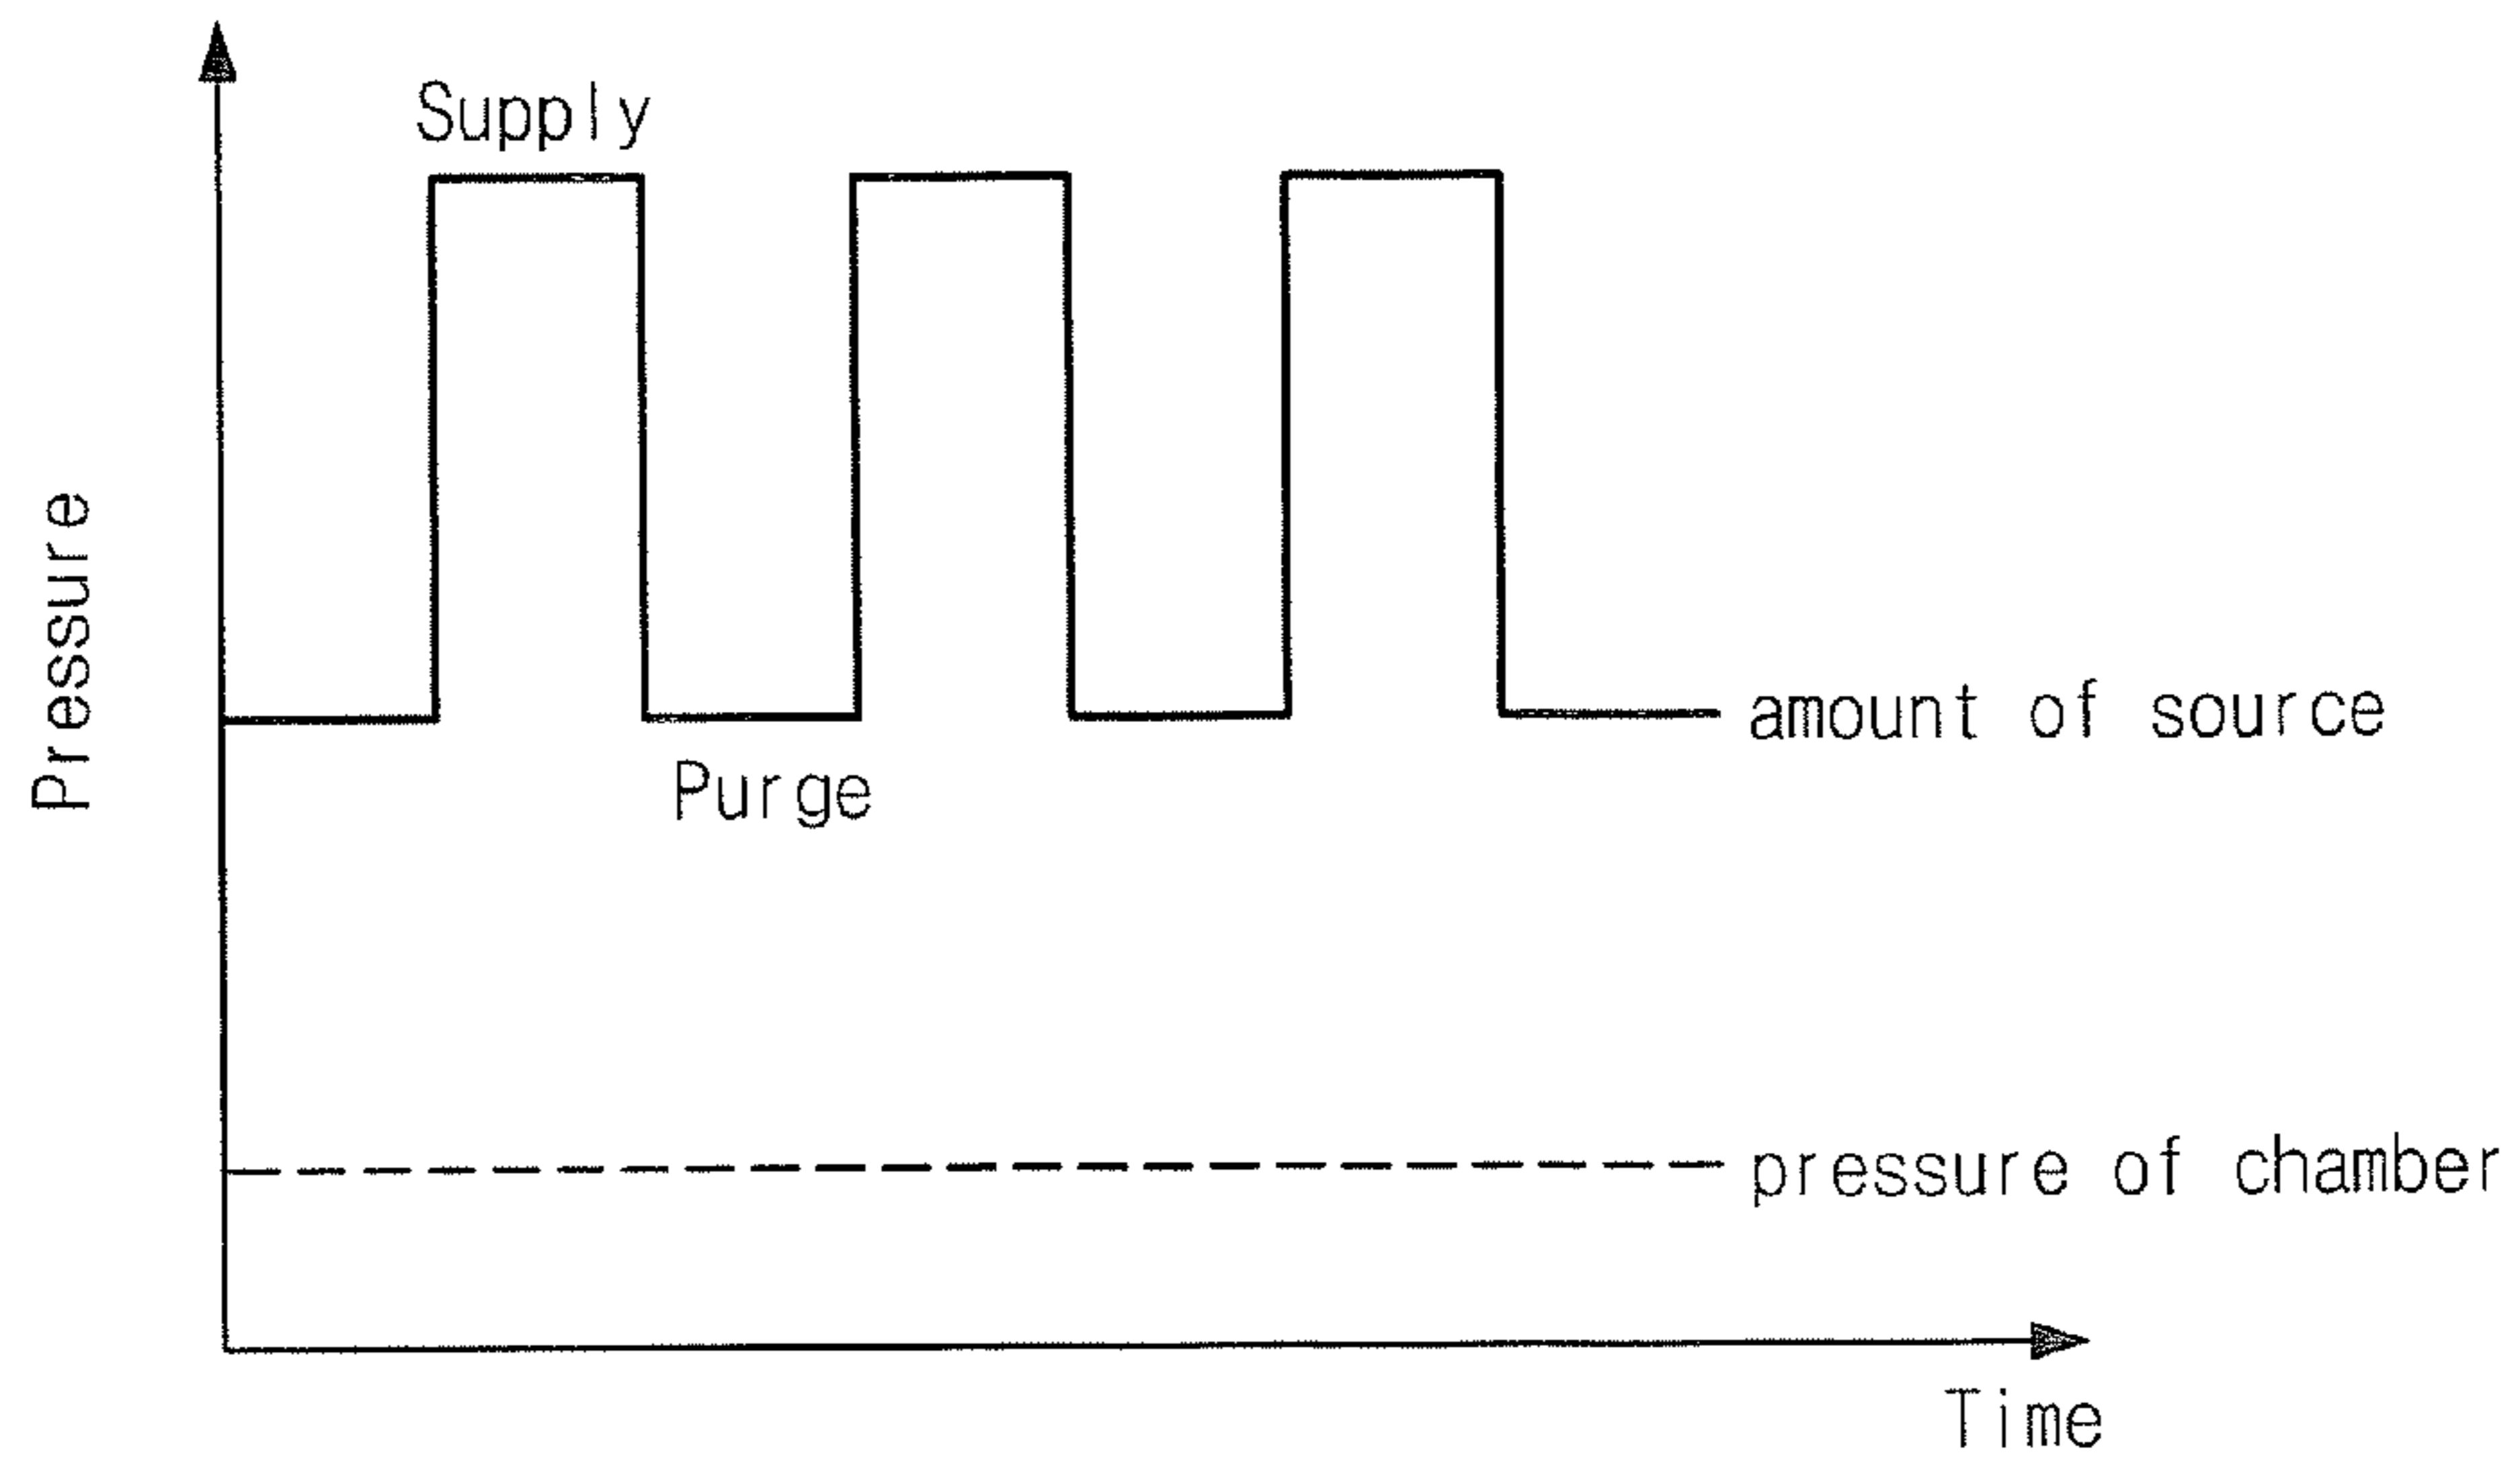 Supply
Pressure
amount of source
Purge
pressure of chamber
Time